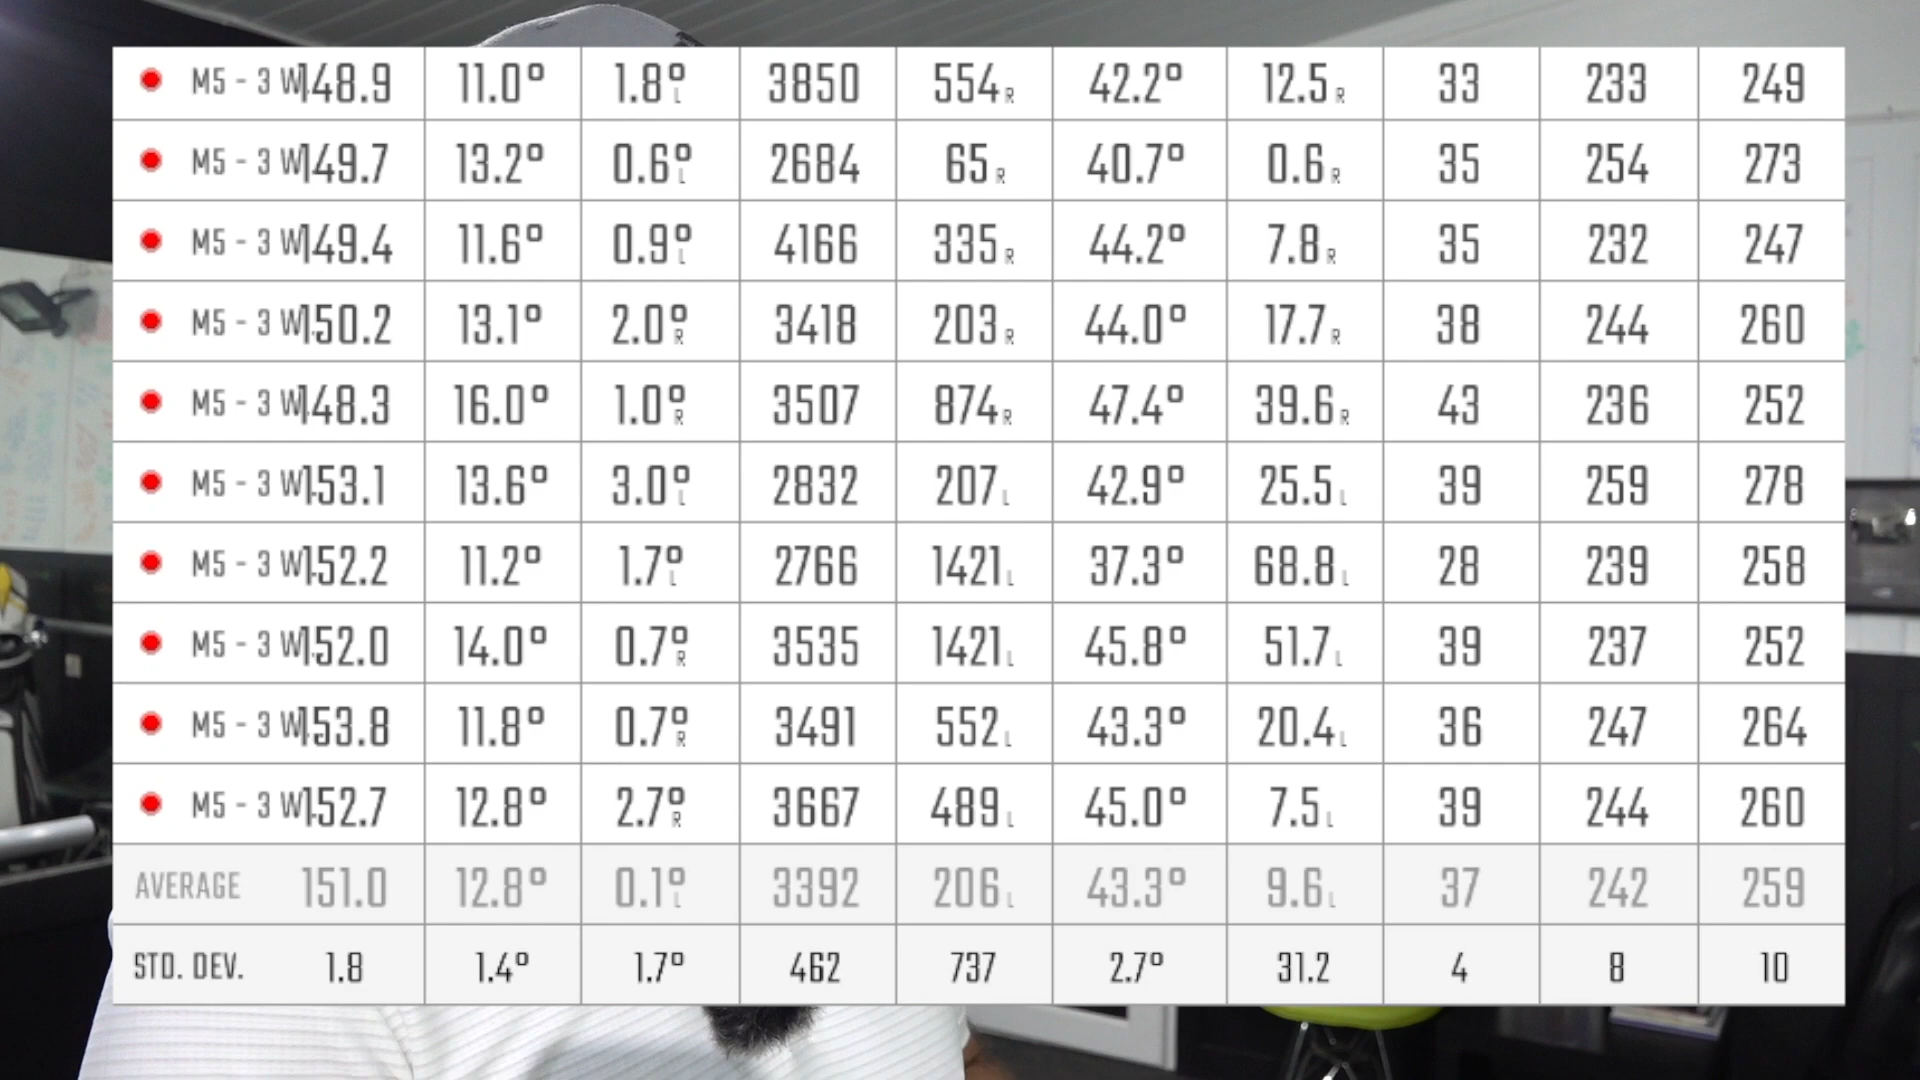 M5 - 3 W 148.9 11.0° 1.8° L 3850 554 R 42.2° 12.5 R 33 233 249
M5 - 3 W 149.7 13.2° 0.6° L 2684 65 R 40.7° 0.6 R 35 254 273
M5 - 3 W 149.4 11.6° 0.9° L 4166 335 R 44.2° 7.8 R 35 232 247
M5 - 3 W 150.2 13.1° 2.0° R 3418 203 R 44.0° 17.7 R 38 244 260
M5 - 3 W 148.3 16.0° 1.0° R 3507 874 R 47.4° 39.6 R 43 236 252
M5 - 3 W 153.1 13.6° 3.0° L 2832 207 L 42.9° 25.5 L 39 259 278
M5 - 3 W 152.2 11.2° 1.7° L 2766 1421 L 37.3° 68.8 L 28 239 258
M5 - 3 W 152.0 14.0° 0.7° R 3535 1421 L 45.8° 51.7 L 39 237 252
M5 - 3 W 153.8 11.8° 0.7° R 3491 552 L 43.3° 20.4 L 36 247 264
M5 - 3 W 152.7 12.8° 2.7° R 3667 489 L 45.0° 7.5 L 39 244 260
AVERAGE 151.0 12.8° 0.1° L 3392 206 L 43.3° 9.6 L 37 242 259
STD. DEV. 1.8 1.4° 1.7° 462 737 2.7° 31.2 4 8 10